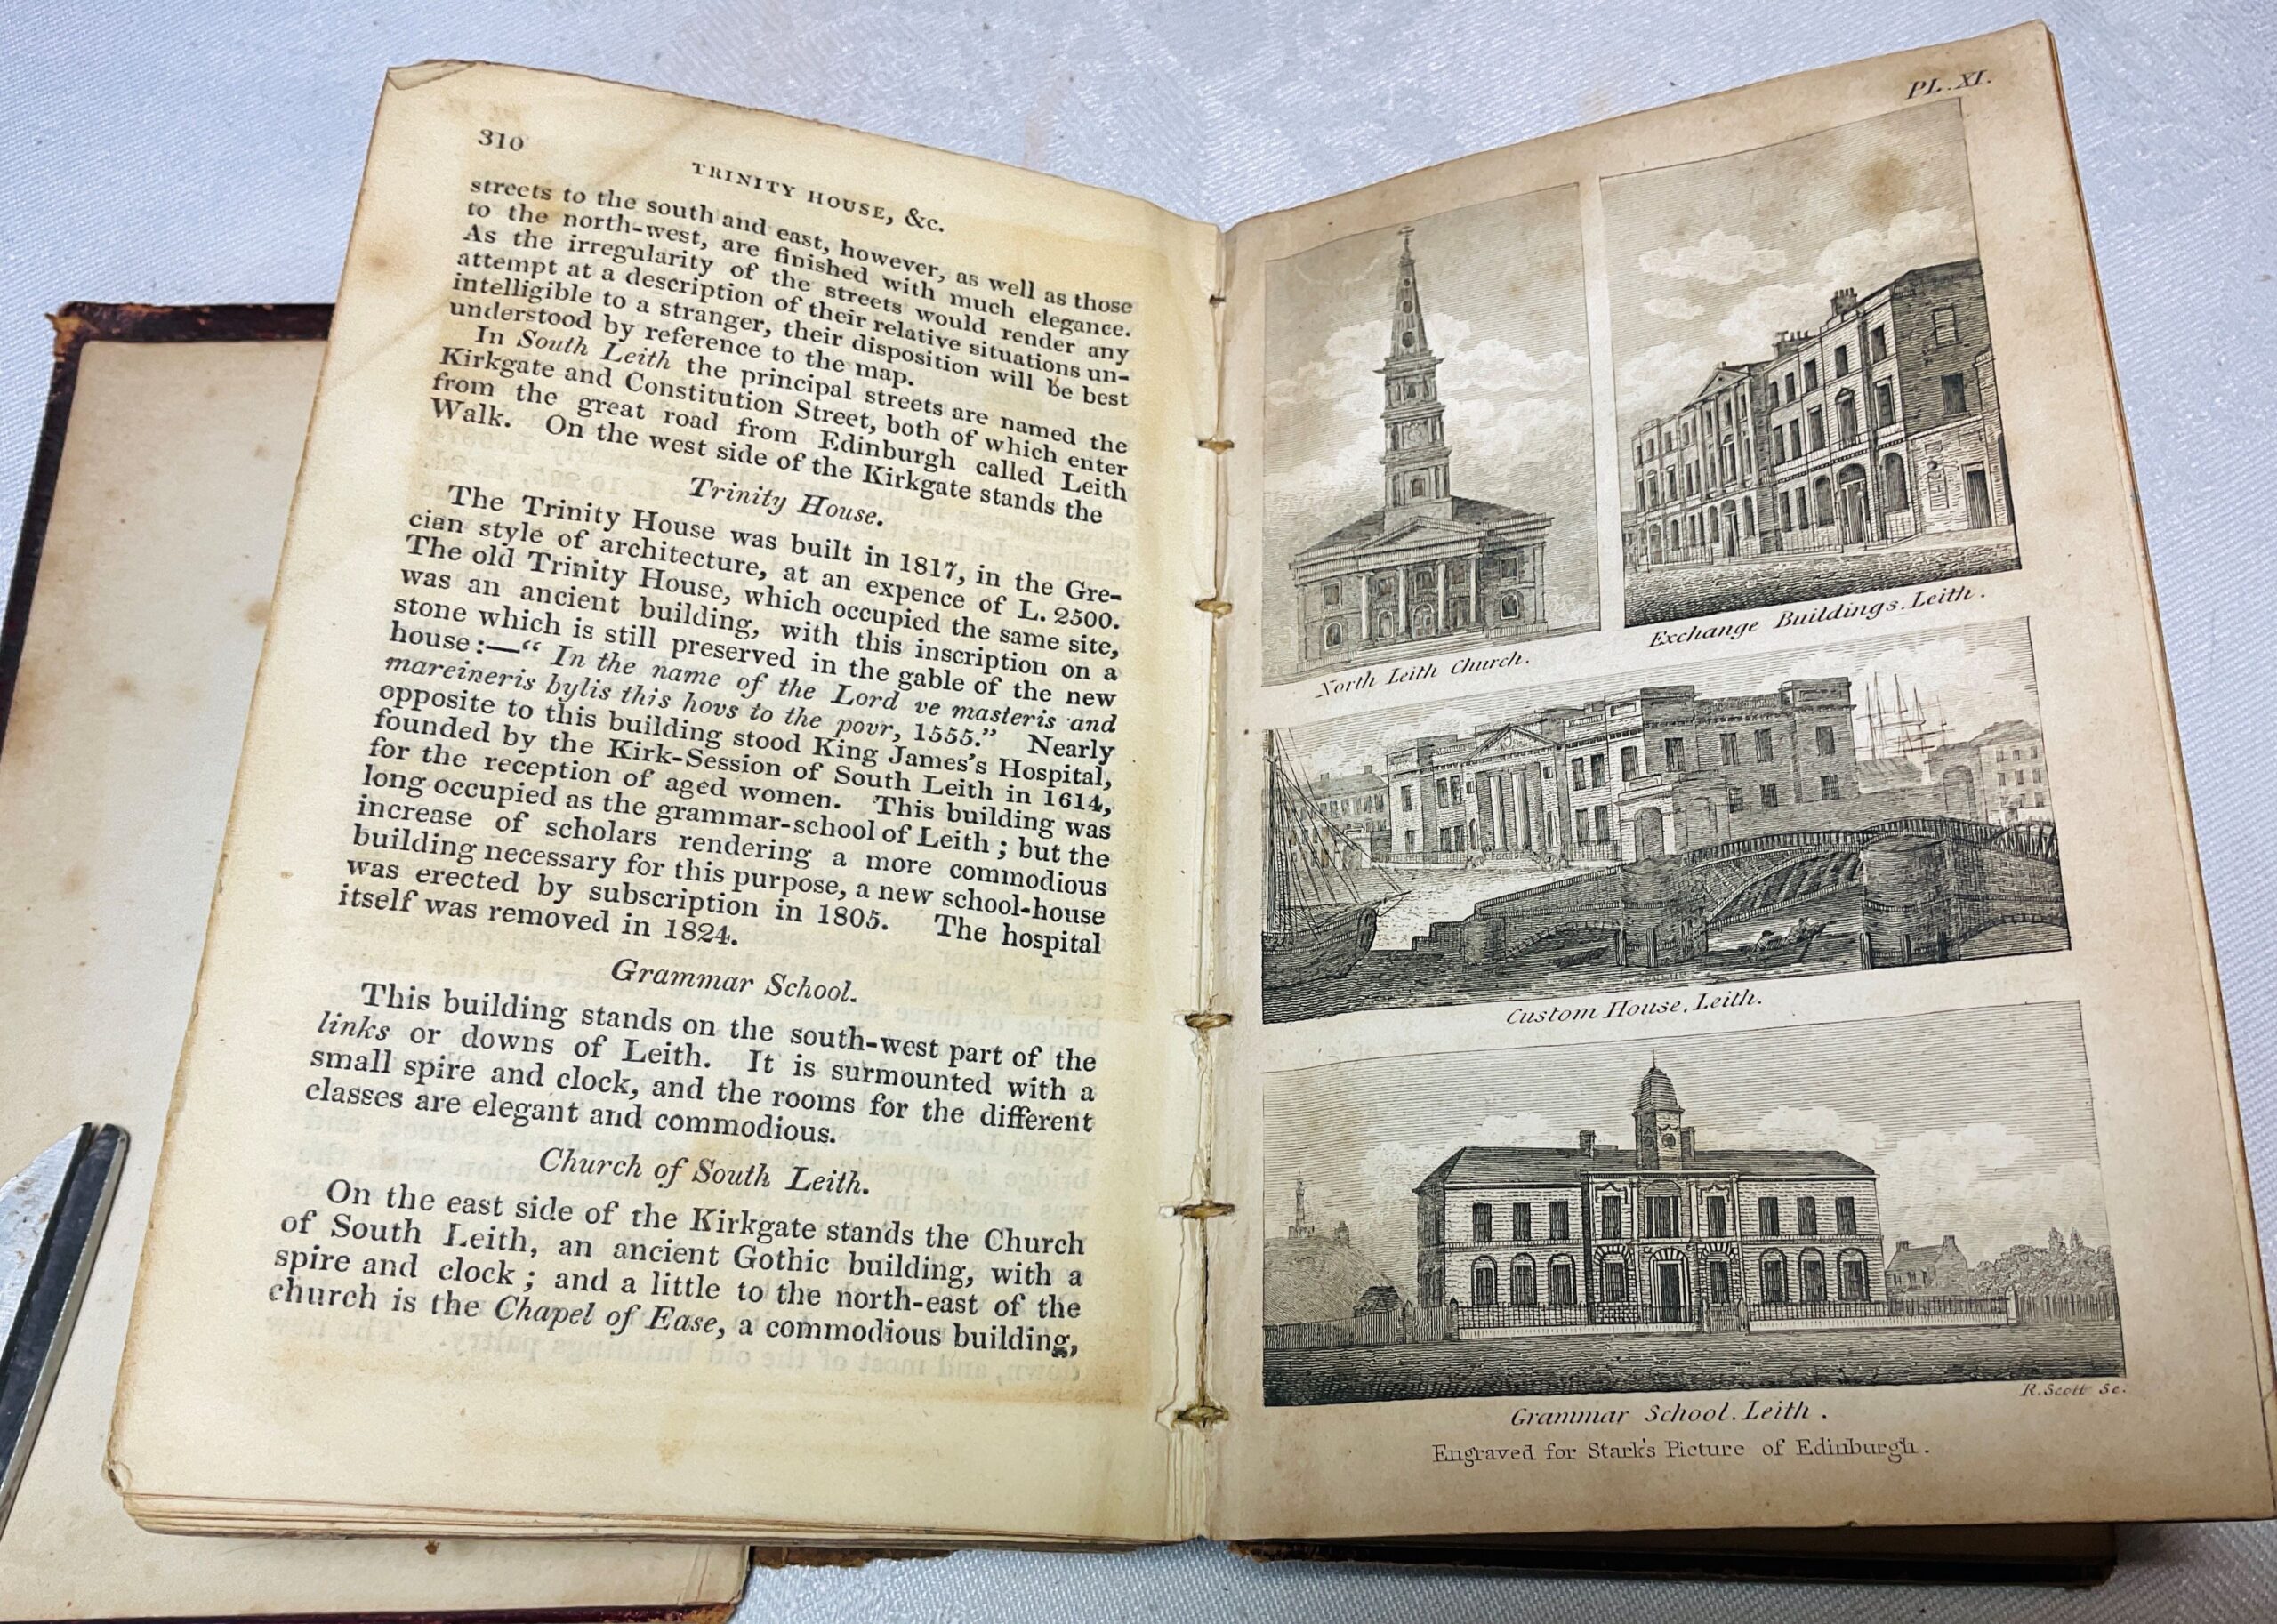 310
TRINITY HOUSE, &c.
streets to the south and east, however, as well as those
to the north-west, are finished with much elegance.
As the irregularity of the streets would render any
attempt at a description of their relative situations un-
intelligible to a stranger, their disposition will be best
understood by reference to the map.
In South Leith the principal streets are named the
Kirkgate and Constitution Street, both of which enter
from the great road from Edinburgh called Leith
Walk. On the west side of the Kirkgate stands the
Trinity House.
The Trinity House was built in 1817, in the Gre-
cian style of architecture, at an expence of L. 2500.
The old Trinity House, which occupied the same site,
was an ancient building, with this inscription on a
stone which is still preserved in the gable of the new
house:—“ In the name of the Lord ve masteris and
mareineris bylis this hovs to the povr, 1555.” Nearly
opposite to this building stood King James's Hospital,
founded by the Kirk-Session of South Leith in 1614,
for the reception of aged women. This building was
long occupied as the grammar-school of Leith ; but the
increase of scholars rendering a more commodious
building necessary for this purpose, a new school-house
was erected by subscription in 1805. The hospital
itself was removed in 1824.
Grammar School.
This building stands on the south-west part of the
links or downs of Leith. It is surmounted with a
small spire and clock, and the rooms for the different
classes are elegant and commodious.
Church of South Leith.
On the east side of the Kirkgate stands the Church
of South Leith, an ancient Gothic building, with a
spire and clock ; and a little to the north-east of the
church is the Chapel of Ease, a commodious building,
PL. XI.
North Leith Church.
Exchange Buildings. Leith.
Custom House, Leith.
R. Scott Sc.
Grammar School. Leith.
Engraved for Stark's Picture of Edinburgh.